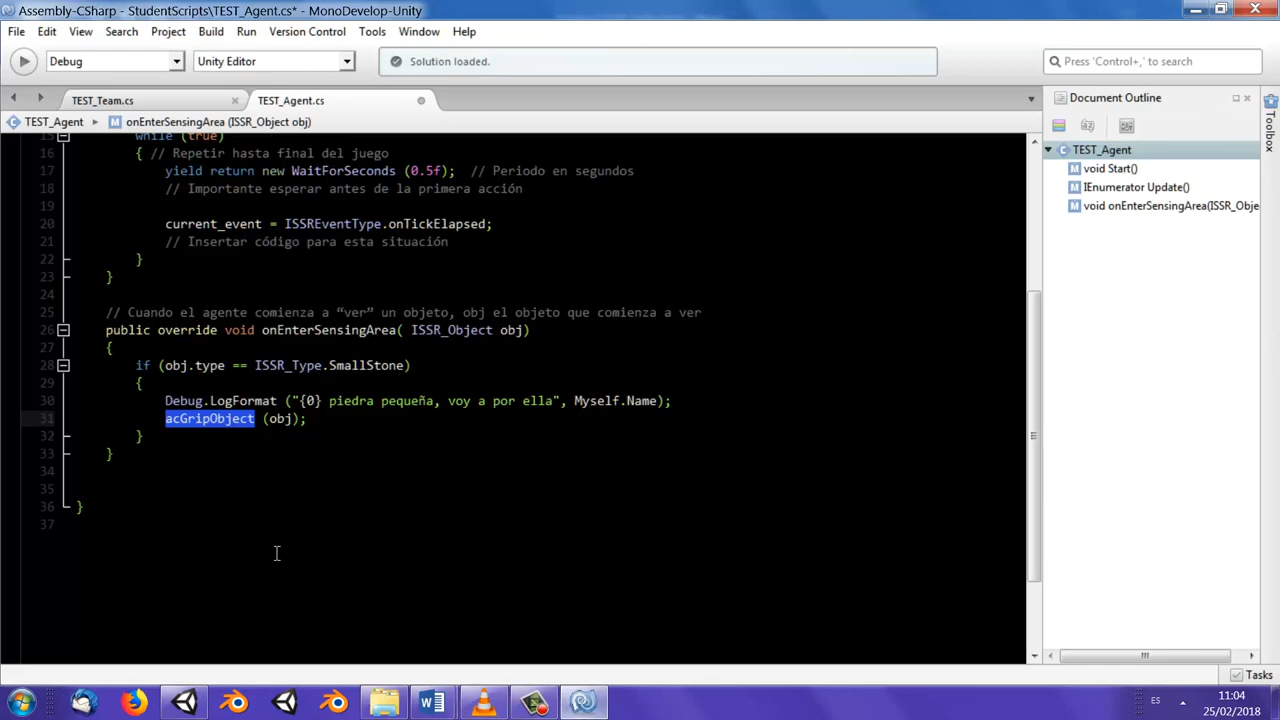 Assembly-CSharp - StudentScripts\TEST_Agent.cs* - MonoDevelop-Unity
File Edit View Search Project Build Run Version Control Tools Window Help
Debug Unity Editor Solution loaded. Press 'Control+,' to search
TEST_Team.cs TEST_Agent.cs
TEST_Agent onEnterSensingArea (ISSR_Object obj)
15 while (true)
16 { // Repetir hasta final del juego
17 yield return new WaitForSeconds (0.5f); // Periodo en segundos
18 // Importante esperar antes de la primera acción
19
20 current_event = ISSREventType.onTickElapsed;
21 // Insertar código para esta situación
22 }
23 }
24
25 // Cuando el agente comienza a “ver” un objeto, obj el objeto que comienza a ver
26 public override void onEnterSensingArea( ISSR_Object obj)
27 {
28 if (obj.type == ISSR_Type.SmallStone)
29 {
30 Debug.LogFormat ("{0} piedra pequeña, voy a por ella", Myself.Name);
31 acGripObject (obj);
32 }
33 }
34
35
36 }
37
Document Outline
TEST_Agent
void Start()
IEnumerator Update()
void onEnterSensingArea(ISSR_Obje
Toolbox
Tasks
ES
11:04
25/02/2018